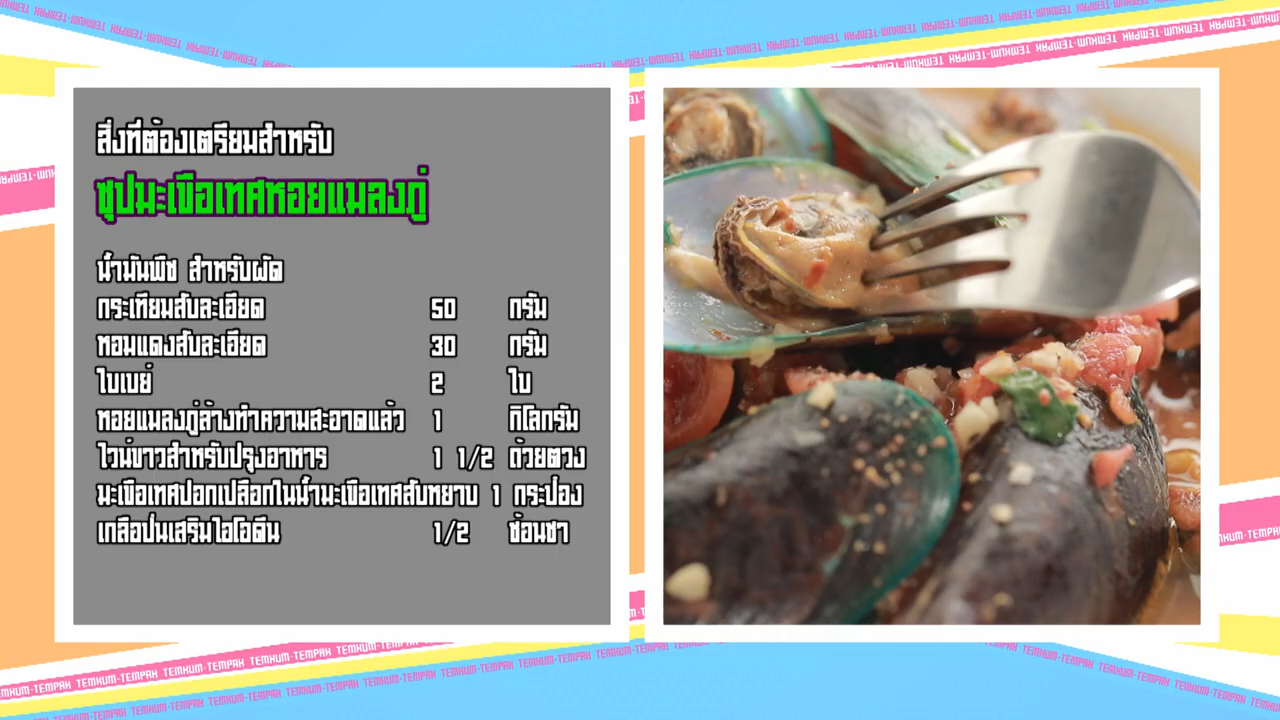 สิ่งที่ต้องเตรียมสำหรับ
ซุปมะเขือเทศหอยแมลงภู่
น้ำมันพืช สำหรับผัด
กระเทียมสับละเอียด 50 กรัม
หอมแดงสับละเอียด 30 กรัม
ใบเบย์ 2 ใบ
หอยแมลงภู่ล้างทำความสะอาดแล้ว 1 กิโลกรัม
ไวน์ขาวสำหรับปรุงอาหาร 1 1/2 ถ้วยตวง
มะเขือเทศปอกเปลือกในน้ำมะเขือเทศสับหยาบ 1 กระป๋อง
เกลือป่นเสริมไอโอดีน 1/2 ช้อนชา
TEMHUM-TEMPAH TEMHUM-TEMPAH TEMHUM-TEMPAH